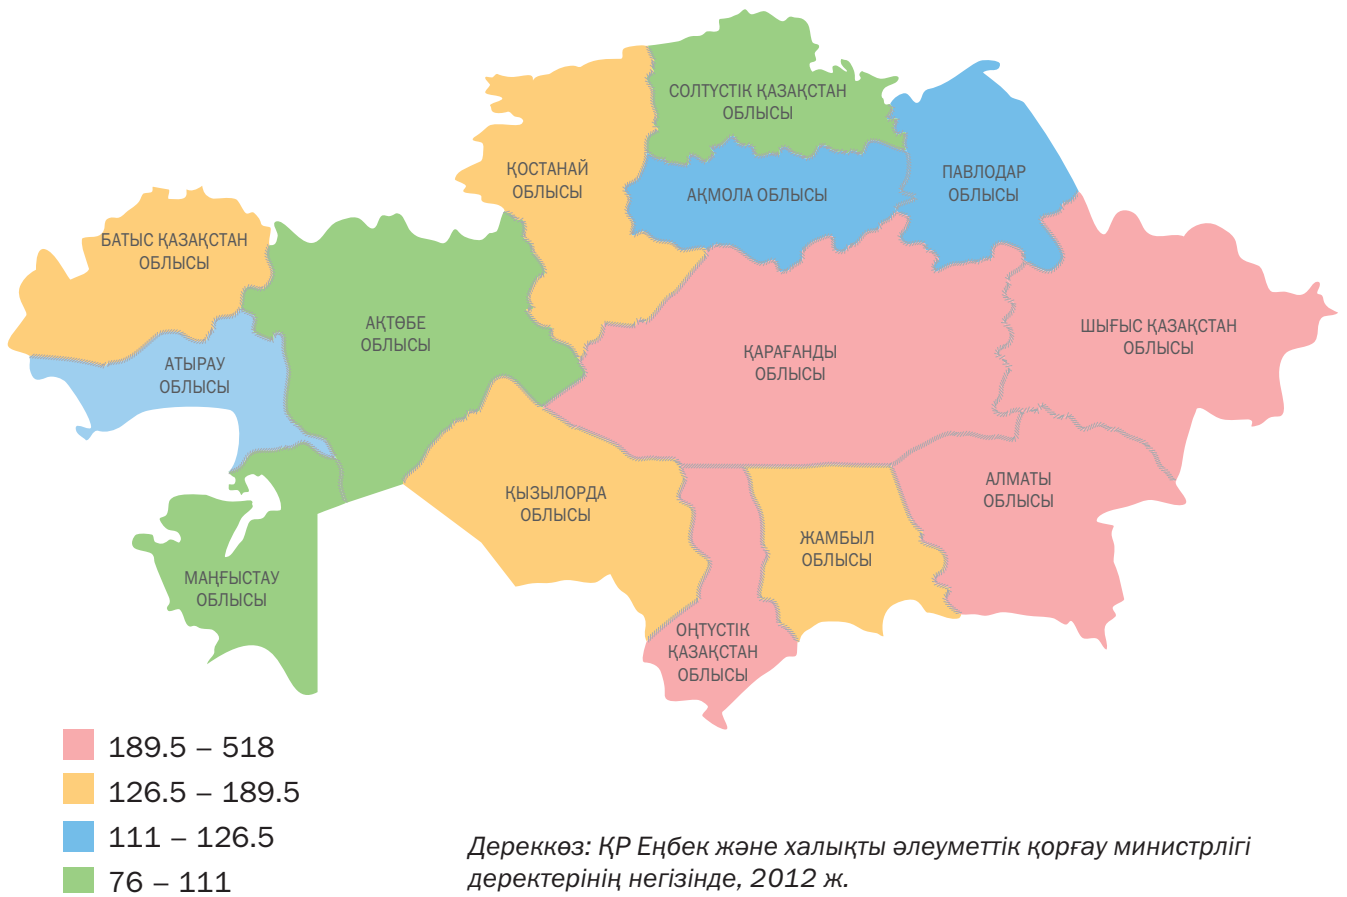 СОЛТҮСТІК ҚАЗАҚСТАН
ОБЛЫСЫ
ҚОСТАНАЙ
ОБЛЫСЫ
АҚМОЛА ОБЛЫСЫ
ПАВЛОДАР
ОБЛЫСЫ
БАТЫС ҚАЗАҚСТАН
ОБЛЫСЫ
АҚТӨБЕ
ОБЛЫСЫ
ШЫҒЫС ҚАЗАҚСТАН
ОБЛЫСЫ
ҚАРАҒАНДЫ
ОБЛЫСЫ
АТЫРАУ
ОБЛЫСЫ
ҚЫЗЫЛОРДА
ОБЛЫСЫ
АЛМАТЫ
ОБЛЫСЫ
ЖАМБЫЛ
ОБЛЫСЫ
МАҢҒЫСТАУ
ОБЛЫСЫ
ОҢТҮСТІК
ҚАЗАҚСТАН
ОБЛЫСЫ
189.5 – 518
126.5 – 189.5
111 – 126.5
76 – 111
Дереккөз: ҚР Еңбек және халықты әлеуметтік қорғау министрлігі
деректерінің негізінде, 2012 ж.